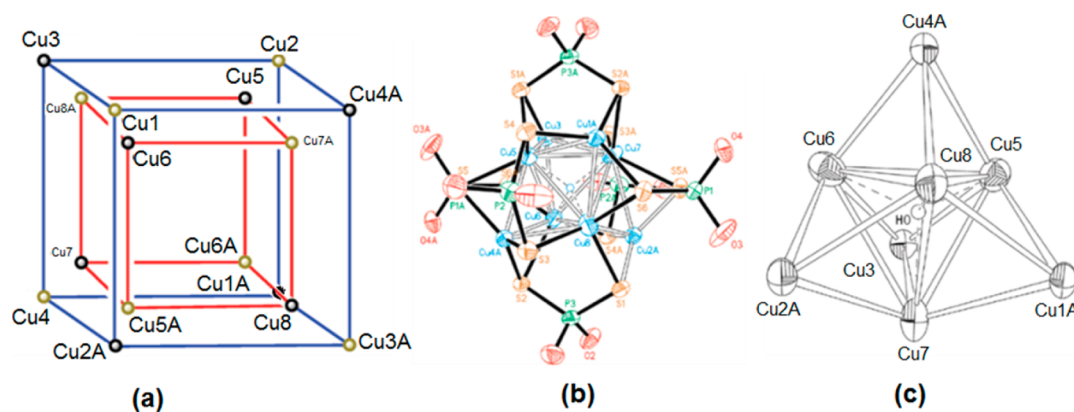 Cu3
Cu2
Cu8A
Cu5
Cu4A
Cu1
Cu6
Cu7A
Cu7
Cu6A
Cu1A
Cu4
Cu5A
Cu8
Cu2A
Cu3A
(a)
P3A
S1A
S2A
S4
Cu3
Cu1A
S3A
O3A
Cu5
Cu7
O4
S5
S5A
P1A
P2
P2A
S6
P1
O4A
Cu6
Cu4A
Cu8
Cu2A
O3
S3
S4A
S2
S1
P3
O2
(b)
Cu4A
Cu6
Cu8
Cu5
H0
Cu3
Cu2A
Cu1A
Cu7
(c)